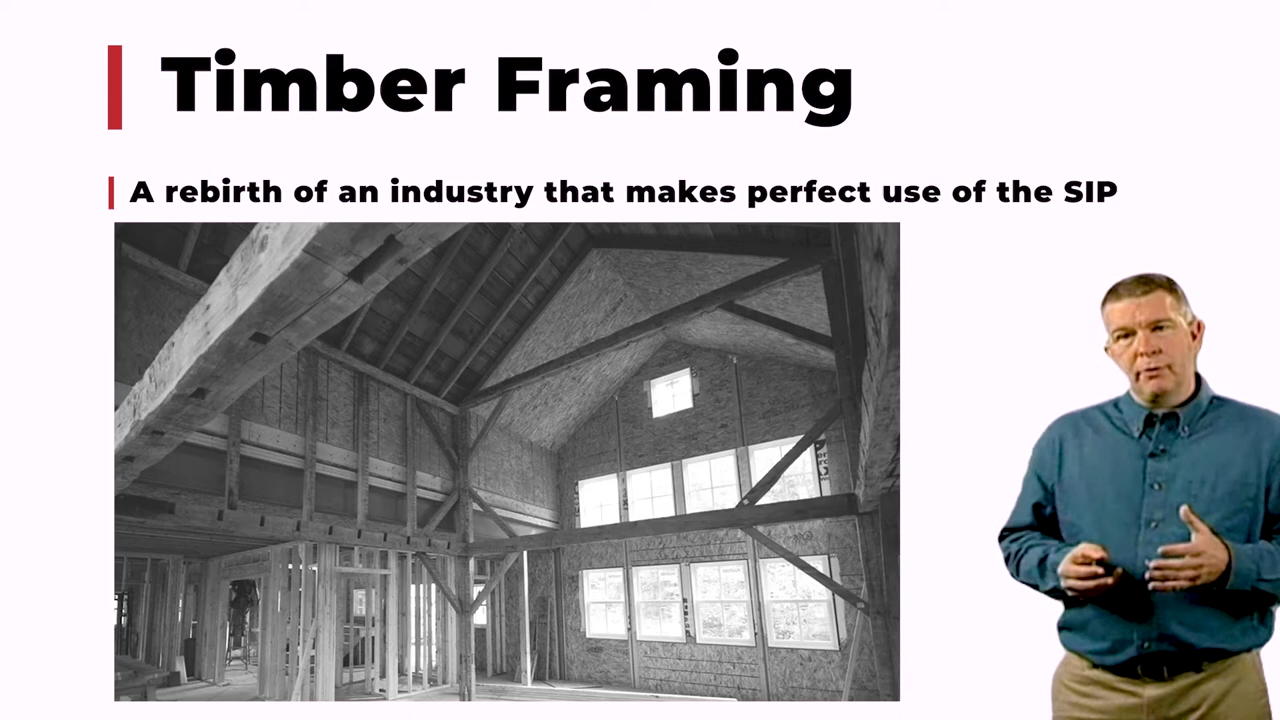 Timber Framing
A rebirth of an industry that makes perfect use of the SIP